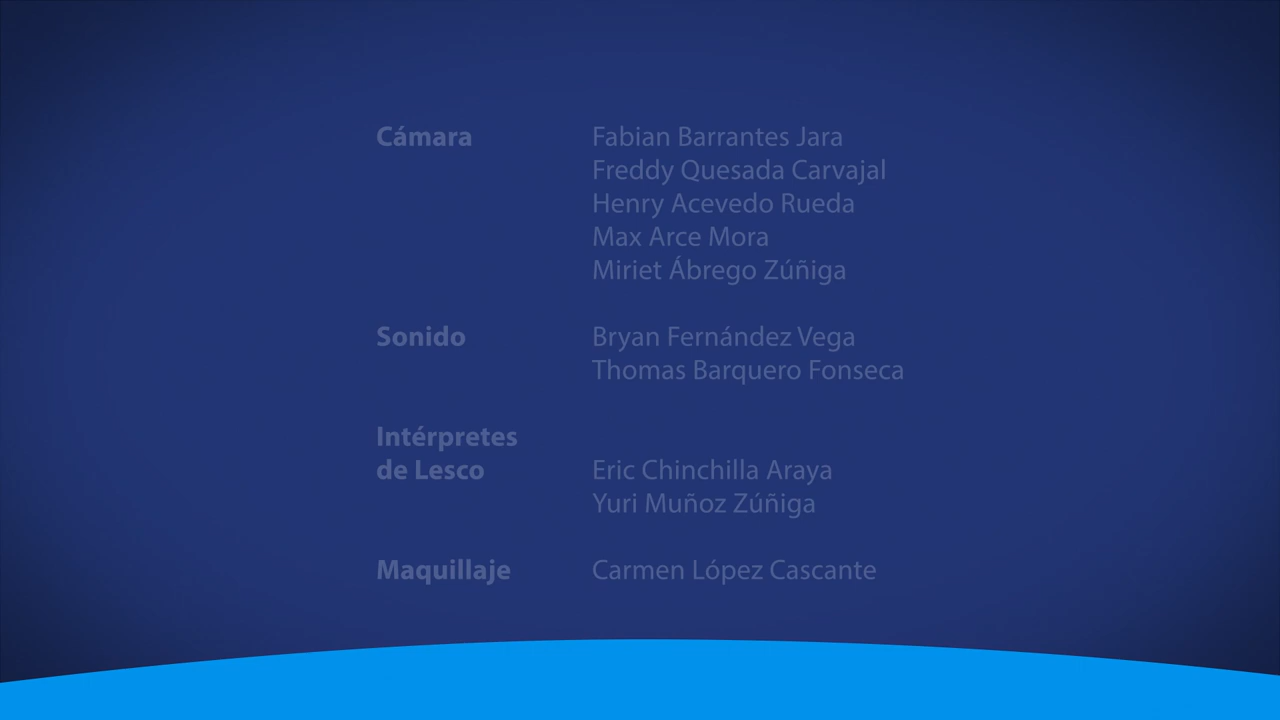 Cámara Fabian Barrantes Jara
Freddy Quesada Carvajal
Henry Acevedo Rueda
Max Arce Mora
Miriet Ábrego Zúñiga
Sonido Bryan Fernández Vega
Thomas Barquero Fonseca
Intérpretes
de Lesco Eric Chinchilla Araya
Yuri Muñoz Zúñiga
Maquillaje Carmen López Cascante